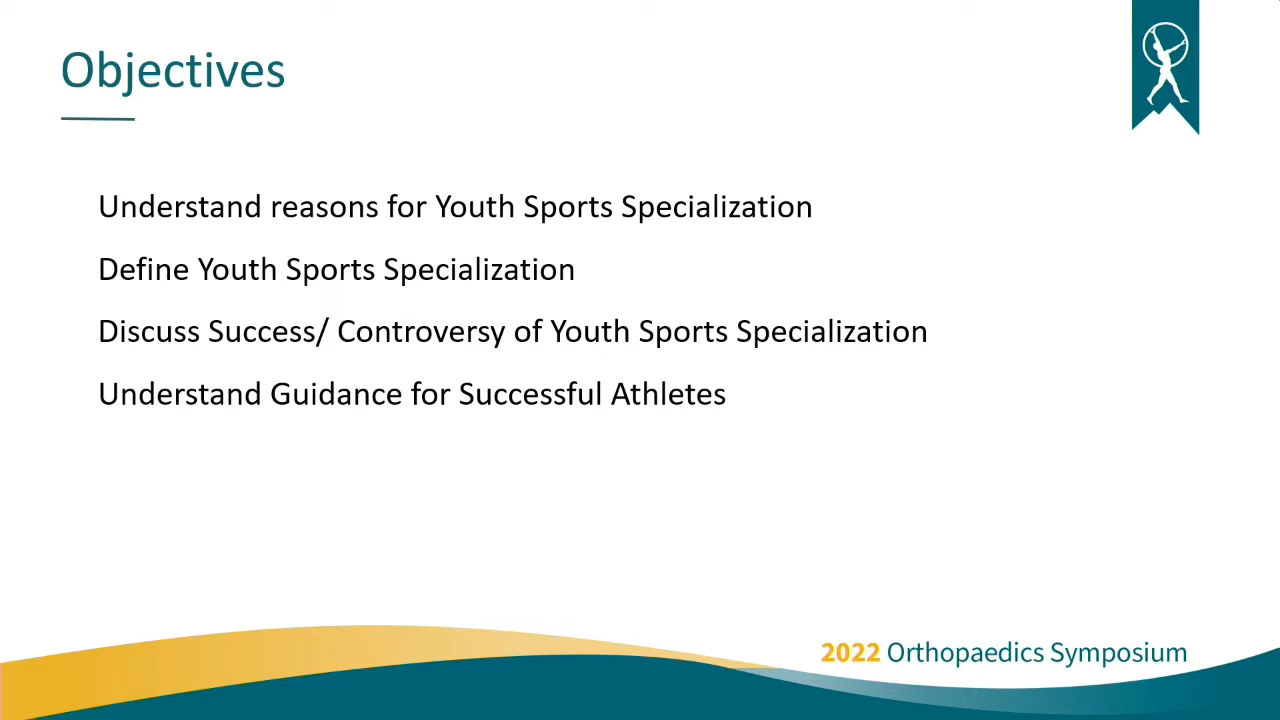 Objectives
Understand reasons for Youth Sports Specialization
Define Youth Sports Specialization
Discuss Success/ Controversy of Youth Sports Specialization
Understand Guidance for Successful Athletes
2022 Orthopaedics Symposium